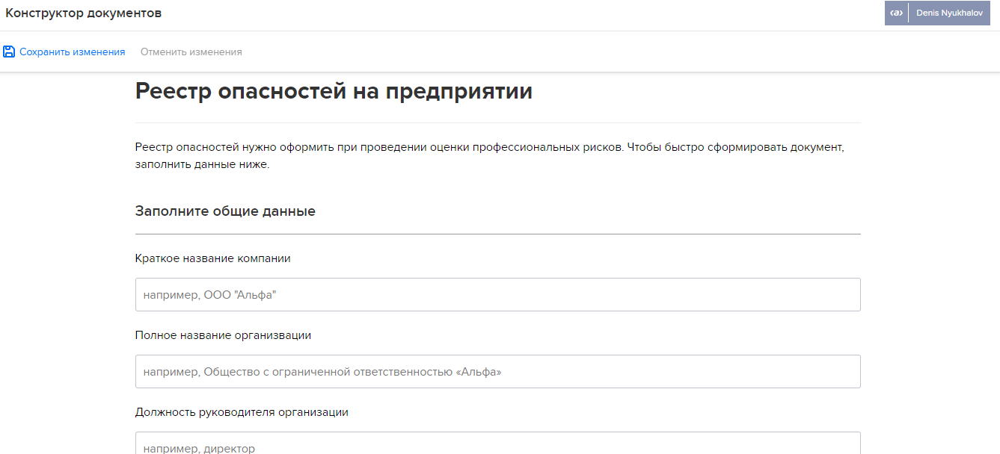 Конструктор документов
‹a› Denis Nyukhalov
Сохранить изменения Отменить изменения
Реестр опасностей на предприятии
Реестр опасностей нужно оформить при проведении оценки профессиональных рисков. Чтобы быстро сформировать документ,
заполнить данные ниже.
Заполните общие данные
Краткое название компании
например, ООО "Альфа"
Полное название организвации
например, Общество с ограниченной ответственностью «Альфа»
Должность руководителя организации
например, директор